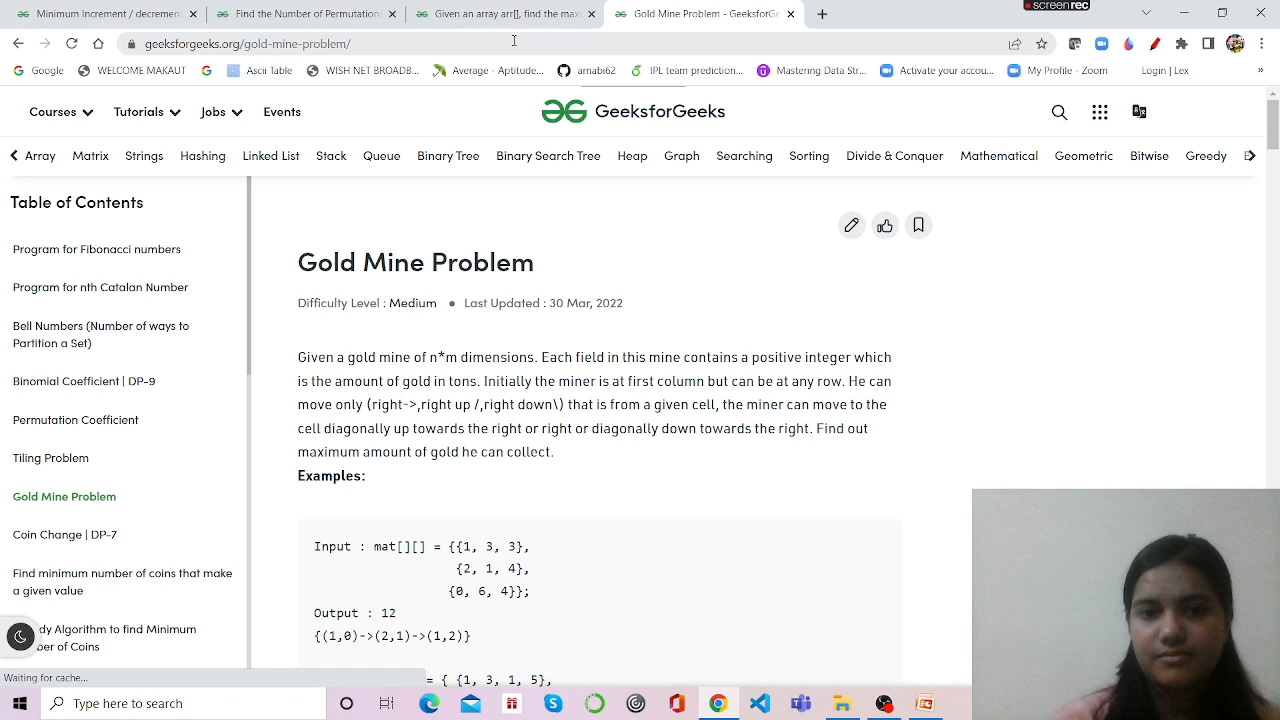 Minimum Increment / decrement
Find the Number of
Given an array arr[], find the max
Gold Mine Problem - GeeksforGe
screenrec
geeksforgeeks.org/gold-mine-problem/
Google
WELCOME MAKAUT
Ascii Table
WISH NET BROADB...
Average - Aptitude...
arnabi62
IPL team prediction...
Mastering Data Str...
Activate your accou...
My Profile - Zoom
Login | Lex
»
Courses
Tutorials
Jobs
Events
GeeksforGeeks
Array
Matrix
Strings
Hashing
Linked List
Stack
Queue
Binary Tree
Binary Search Tree
Heap
Graph
Searching
Sorting
Divide & Conquer
Mathematical
Geometric
Bitwise
Greedy
Table of Contents
Program for Fibonacci numbers
Program for nth Catalan Number
Bell Numbers (Number of ways to
Partition a Set)
Binomial Coefficient | DP-9
Permutation Coefficient
Tiling Problem
Gold Mine Problem
Coin Change | DP-7
Find minimum number of coins that make
a given value
dy Algorithm to find Minimum
ber of Coins
Gold Mine Problem
Difficulty Level : Medium ● Last Updated : 30 Mar, 2022
Given a gold mine of n*m dimensions. Each field in this mine contains a positive integer which
is the amount of gold in tons. Initially the miner is at first column but can be at any row. He can
move only (right->,right up /,right down\) that is from a given cell, the miner can move to the
cell diagonally up towards the right or right or diagonally down towards the right. Find out
maximum amount of gold he can collect.
Examples:
Input : mat[][] = {{1, 3, 3},
{2, 1, 4},
{0, 6, 4}};
Output : 12
{(1,0)->(2,1)->(1,2)}
= { {1, 3, 1, 5},
Waiting for cache...
Type here to search